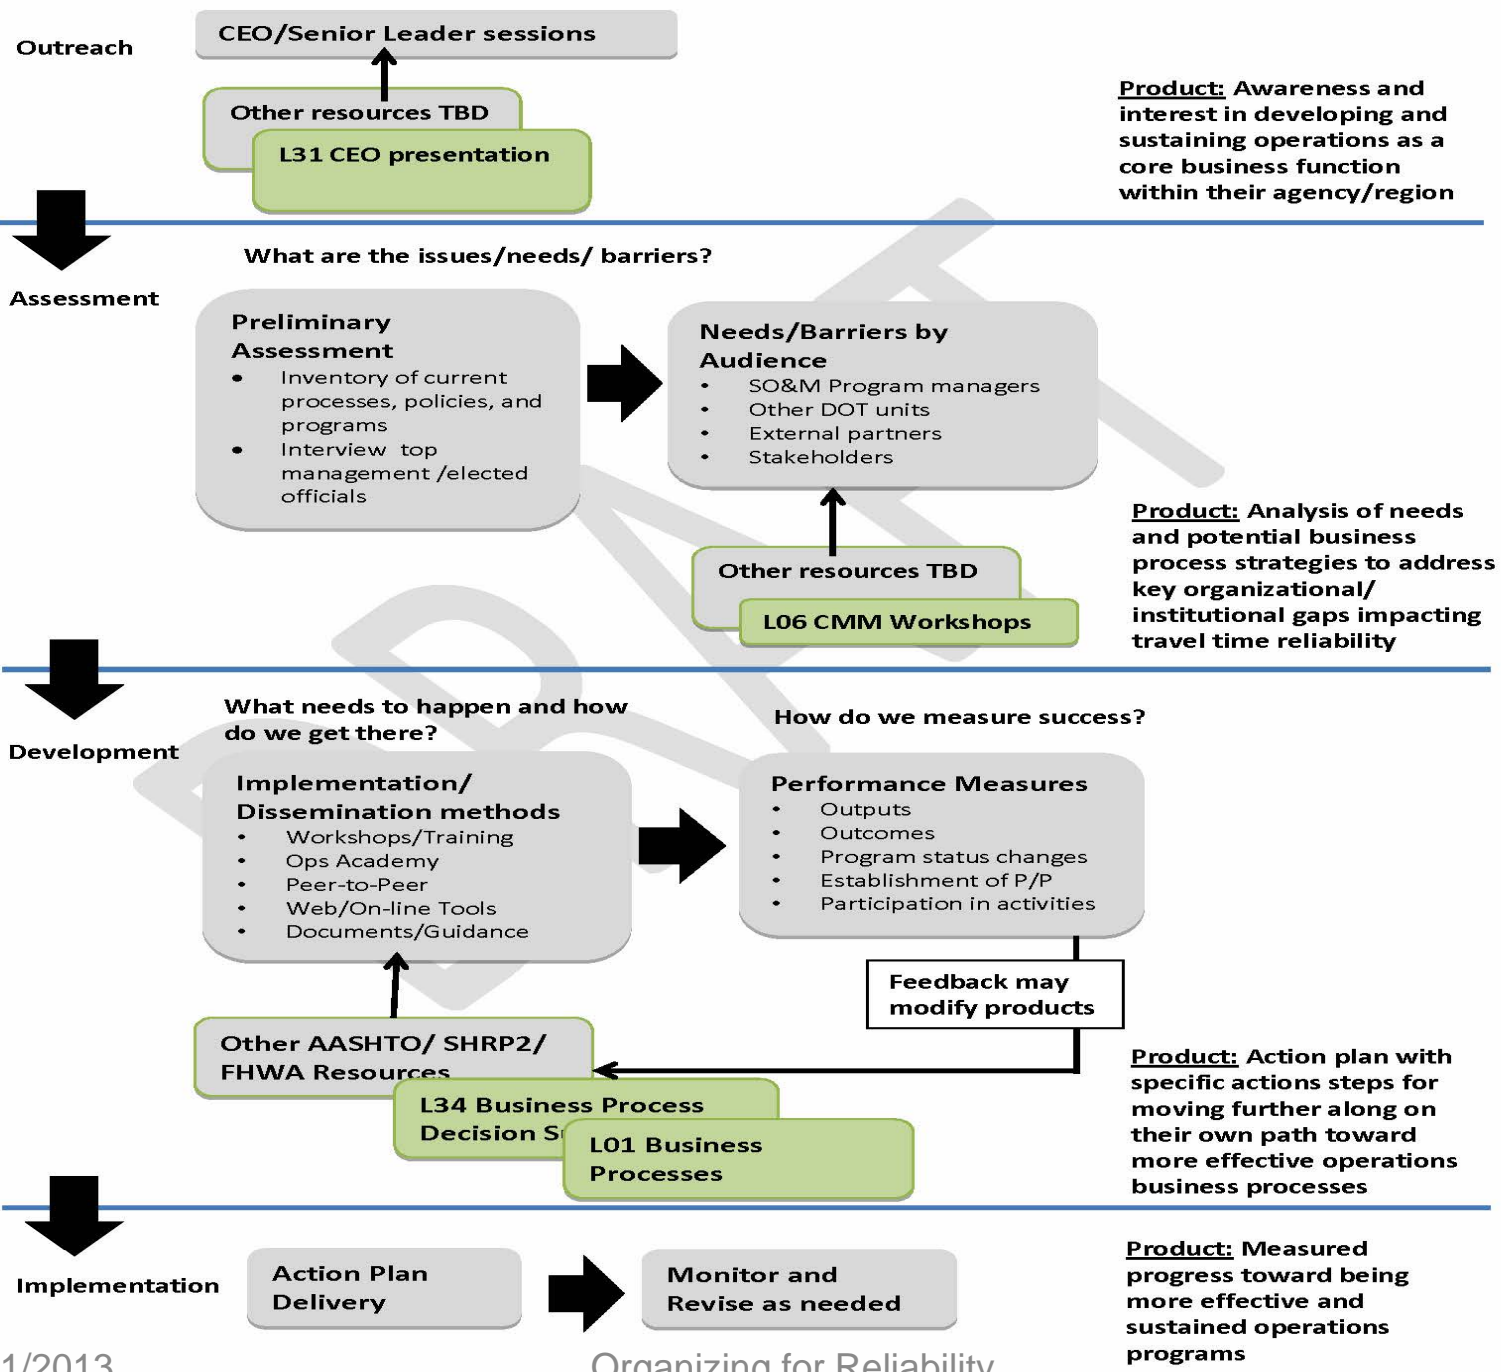 Outreach
CEO/Senior Leader sessions
Other resources TBD
L31 CEO presentation
Product: Awareness and
interest in developing and
sustaining operations as a
core business function
within their agency/region
What are the issues/needs/ barriers?
Assessment
Preliminary
Assessment
• Inventory of current
processes, policies, and
programs
• Interview top
management /elected
officials
Needs/Barriers by
Audience
• SO&M Program managers
• Other DOT units
• External partners
• Stakeholders
Other resources TBD
L06 CMM Workshops
Product: Analysis of needs
and potential business
process strategies to address
key organizational/
institutional gaps impacting
travel time reliability
Development
What needs to happen and how
do we get there?
Implementation/
Dissemination methods
• Workshops/Training
• Ops Academy
• Peer-to-Peer
• Web/On-line Tools
• Documents/Guidance
How do we measure success?
Performance Measures
• Outputs
• Outcomes
• Program status changes
• Establishment of P/P
• Participation in activities
Feedback may
modify products
Other AASHTO/ SHRP2/
FHWA Resources
L34 Business Process
Decision
L01 Business
Processes
Product: Action plan with
specific actions steps for
moving further along on
their own path toward
more effective operations
business processes
Implementation
Action Plan
Delivery
Monitor and
Revise as needed
Product: Measured
progress toward being
more effective and
sustained operations
programs
DRAFT
1/2013
Organizing for Reliability